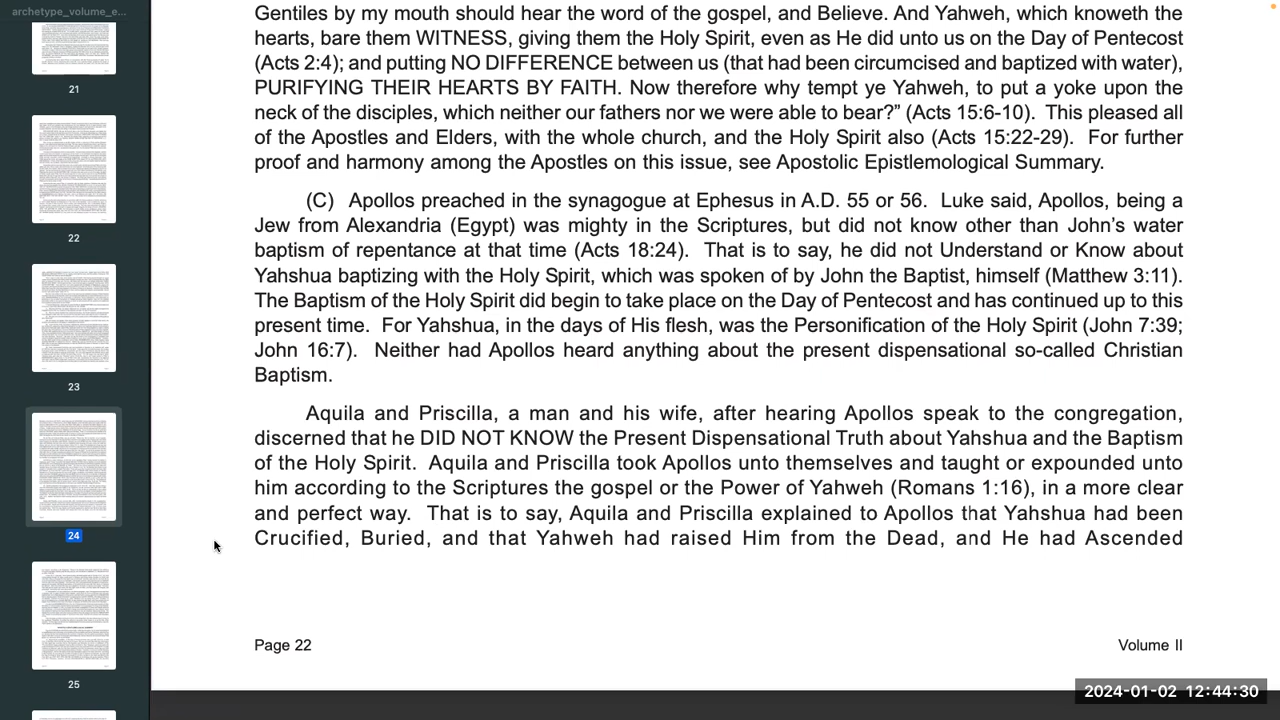 archetype_volume_e...
21
22
23
24
25
Gentiles by my mouth should hear the word of the gospel, and Believe. And Yahweh, which knoweth the
hearts, bare them WITNESS, giving them the Holy Spirit, even as He did unto us on the Day of Pentecost
(Acts 2:4); and putting NO DIFFERENCE between us (that had been circumcised and baptized with water),
PURIFYING THEIR HEARTS BY FAITH. Now therefore why tempt ye Yahweh, to put a yoke upon the
neck of the disciples, which neither our fathers nor we were able to bear?” (Acts 15:6-10). This pleased all
of the Apostles and Elders, with the whole church, and the Holy Spirit also (Acts 15:22-29). For further
proof and harmony among the Apostles on this issue, see Apostolic Epistemological Summary.
(C) Apollos preached in the synagogue at Ephesus in A.D. 55 or 56. Luke said, Apollos, being a
Jew from Alexandria (Egypt) was mighty in the Scriptures, but did not know other than John’s water
baptism of repentance at that time (Acts 18:24). That is to say, he did not Understand or Know about
Yahshua baptizing with the Holy Spirit, which was spoken of by John the Baptist, himself (Matthew 3:11).
The Baptism of the Holy Spirit did begin to take place on the Day of Pentecost and has continued up to this
present time. For Yahshua, in the days of His flesh, was the Personification of the Holy Spirit (John 7:39;
John 16:7). Neither had Apollos heard anything about this present dispensational so-called Christian
Baptism.
Aquila and Priscilla, a man and his wife, after hearing Apollos speak to the congregation,
discerned that he DID NOT KNOW the Present Dispensational Truth about Yahshua and the Baptism
of the Holy Spirit. Aquila and Priscilla took Apollos unto themselves and taught or expounded unto
him according to the Scriptures the gospel or the Power of Yahweh (Romans 1:16), in a more clear
and perfect way. That is to say, Aquila and Priscilla explained to Apollos that Yahshua had been
Crucified, Buried, and that Yahweh had raised Him from the Dead, and He had Ascended
Page 22
Volume II
2024-01-02 12:44:30